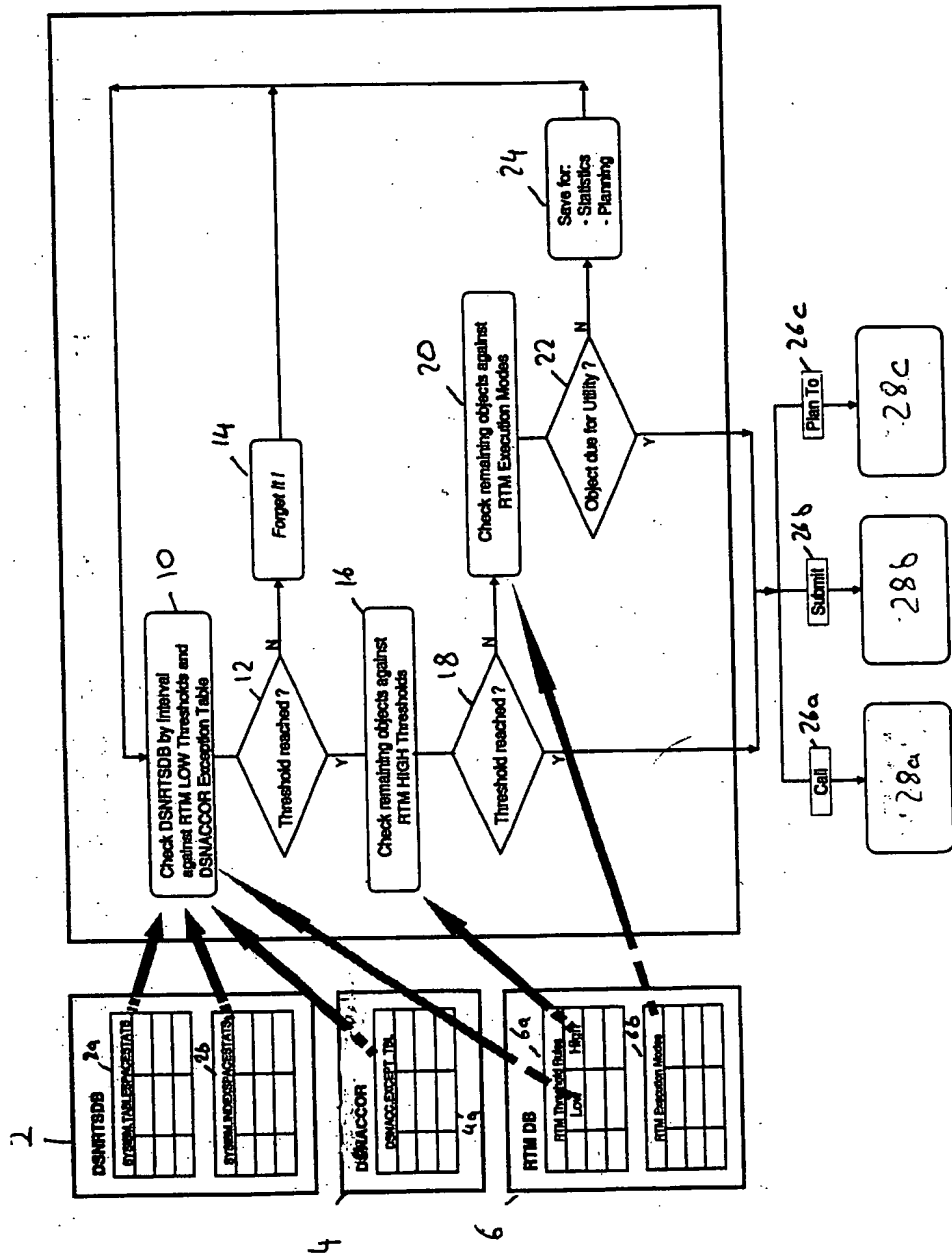 2
DSNRTSDB
2a
SYSIBM.TABLESPACESTATS
2b
SYSIBM.INDEXSPACESTATS
4
DSNACCOR
DSNACC.EXCEPT_TBL
4a
6
RTM DB
6a
RTM Threshold Rules
Low
High
6b
RTM Execution Modes
10
Check DSNRTSDB by Interval
against RTM LOW Thresholds and
DSNACCOR Exception Table
12
Threshold reached ?
N
Y
14
Forget It !
16
Check remaining objects against
RTM HIGH Thresholds
18
Threshold reached ?
N
Y
20
Check remaining objects against
RTM Execution Modes
22
Object due for Utility ?
N
Y
24
Save for:
- Statistics
- Planning
26a
Call
26b
Submit
26c
Plan To
28a
28b
28c